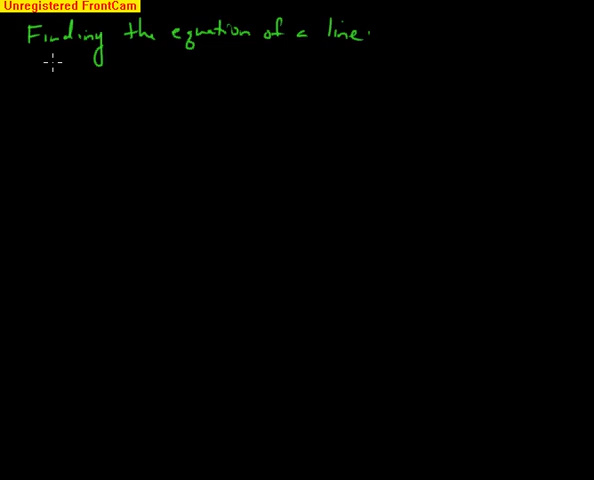 Unregistered FrontCam
Finding the equation of a line.